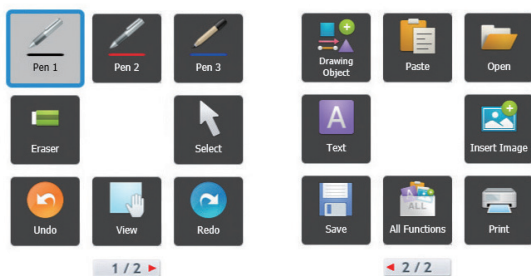 Pen 1
Pen 2
Pen 3
Eraser
Select
Undo
View
Redo
1 / 2
Drawing
Object
Paste
Open
A
Text
Insert Image
Save
ALL
All Functions
Print
2 / 2